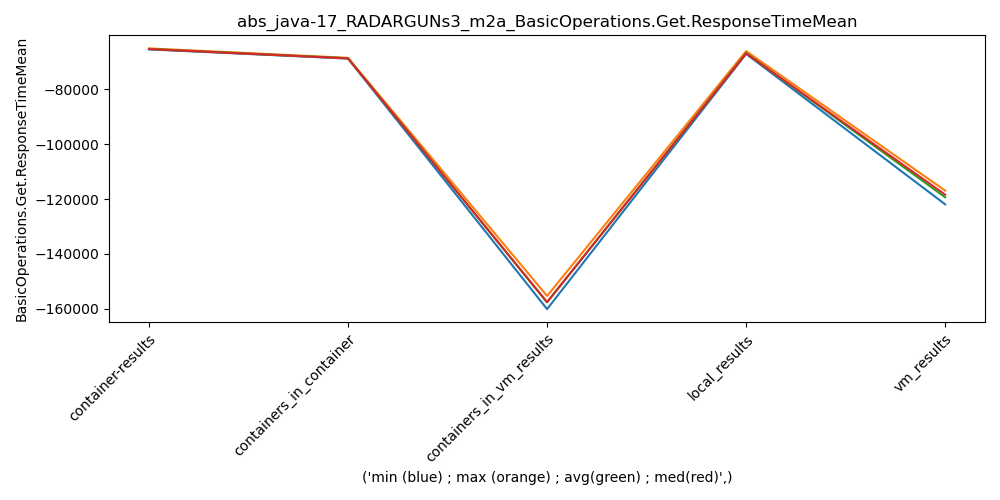 abs_java-17_RADARGUNs3_m2a_BasicOperations.Get.ResponseTimeMean
BasicOperations.Get.ResponseTimeMean
−80000
−100000
−120000
−140000
−160000
container-results
containers_in_container
containers_in_vm_results
local_results
vm_results
('min (blue) ; max (orange) ; avg(green) ; med(red)',)